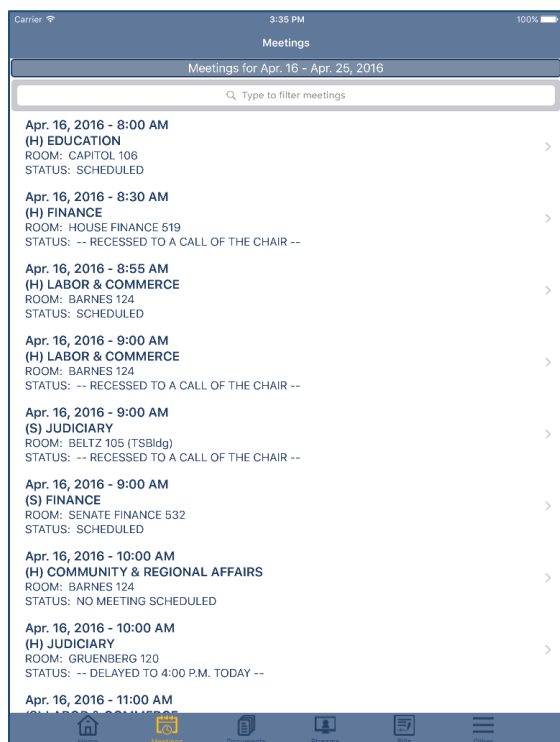 Carrier 3:35 PM 100%
Meetings
Meetings for Apr. 16 - Apr. 25, 2016
Type to filter meetings
Apr. 16, 2016 - 8:00 AM
(H) EDUCATION
ROOM: CAPITOL 106
STATUS: SCHEDULED
Apr. 16, 2016 - 8:30 AM
(H) FINANCE
ROOM: HOUSE FINANCE 519
STATUS: -- RECESSED TO A CALL OF THE CHAIR --
Apr. 16, 2016 - 8:55 AM
(H) LABOR & COMMERCE
ROOM: BARNES 124
STATUS: SCHEDULED
Apr. 16, 2016 - 9:00 AM
(H) LABOR & COMMERCE
ROOM: BARNES 124
STATUS: -- RECESSED TO A CALL OF THE CHAIR --
Apr. 16, 2016 - 9:00 AM
(S) JUDICIARY
ROOM: BELTZ 105 (TSBldg)
STATUS: -- RECESSED TO A CALL OF THE CHAIR --
Apr. 16, 2016 - 9:00 AM
(S) FINANCE
ROOM: SENATE FINANCE 532
STATUS: SCHEDULED
Apr. 16, 2016 - 10:00 AM
(H) COMMUNITY & REGIONAL AFFAIRS
ROOM: BARNES 124
STATUS: NO MEETING SCHEDULED
Apr. 16, 2016 - 10:00 AM
(H) JUDICIARY
ROOM: GRUENBERG 120
STATUS: -- DELAYED TO 4:00 P.M. TODAY --
Apr. 16, 2016 - 11:00 AM